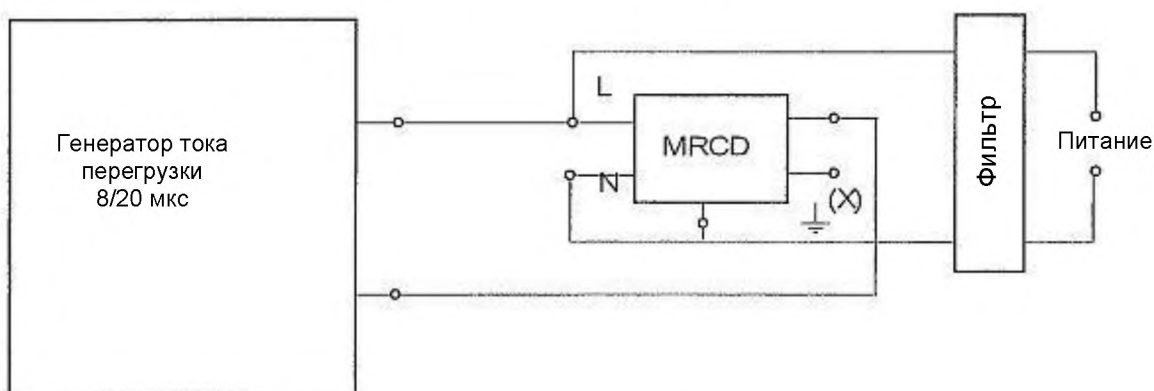 Генератор тока
перегрузки
8/20 мкс
L
N
MRCD
(X)
Фильтр
Питание